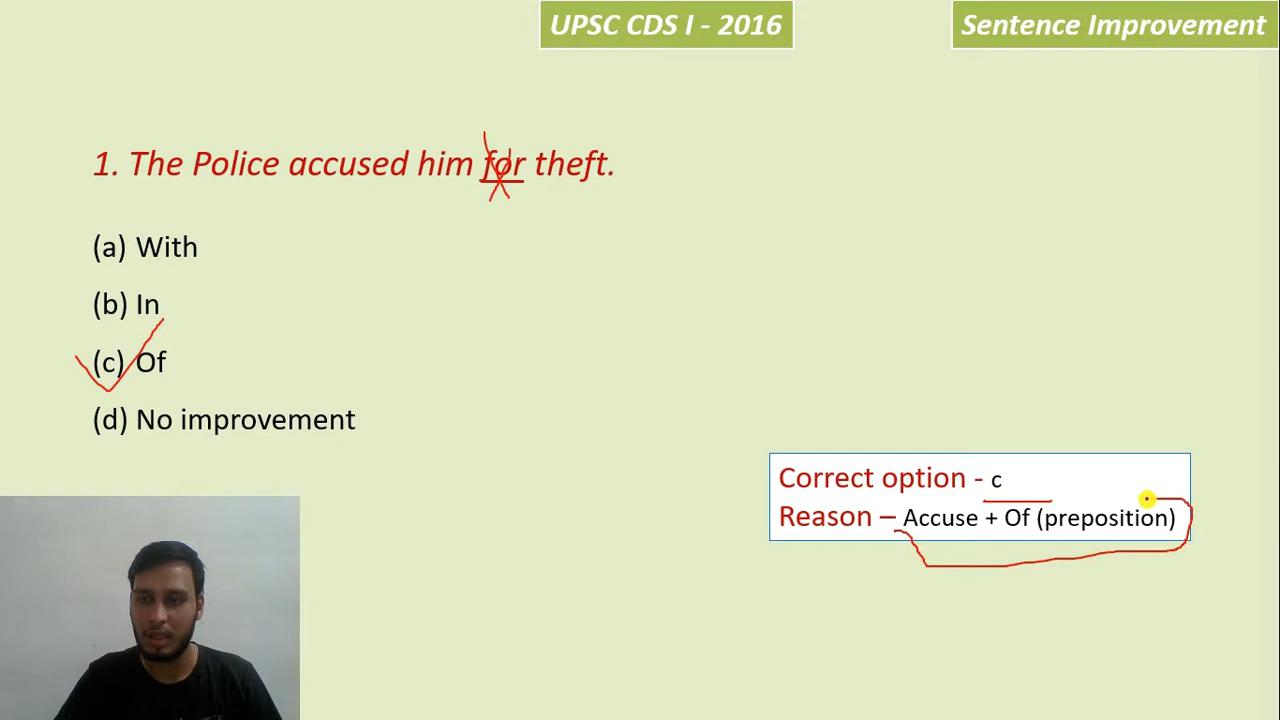 UPSC CDS I - 2016
Sentence Improvement
1. The Police accused him for theft.
(a) With
(b) In
(c) Of
(d) No improvement
Correct option - c
Reason – Accuse + Of (preposition)